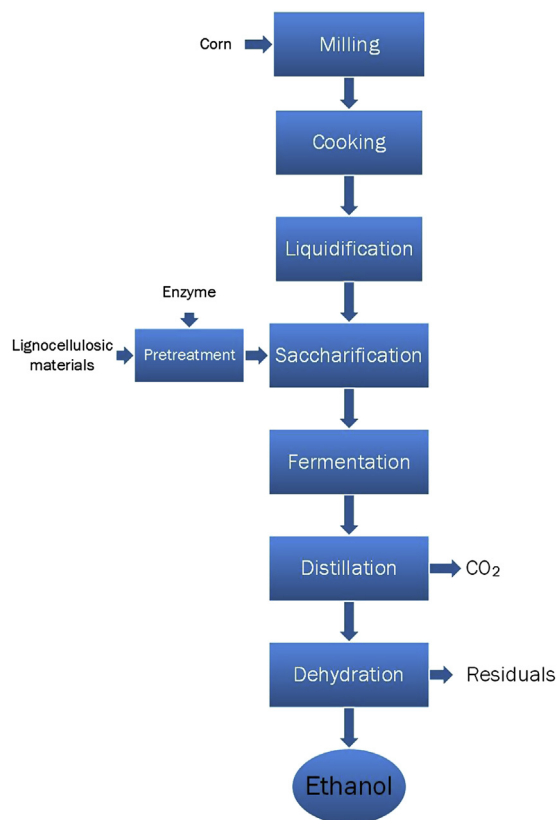 Corn
Milling
Cooking
Liquidification
Enzyme
Lignocellulosic
materials
Pretreatment
Saccharification
Fermentation
Distillation
CO₂
Dehydration
Residuals
Ethanol